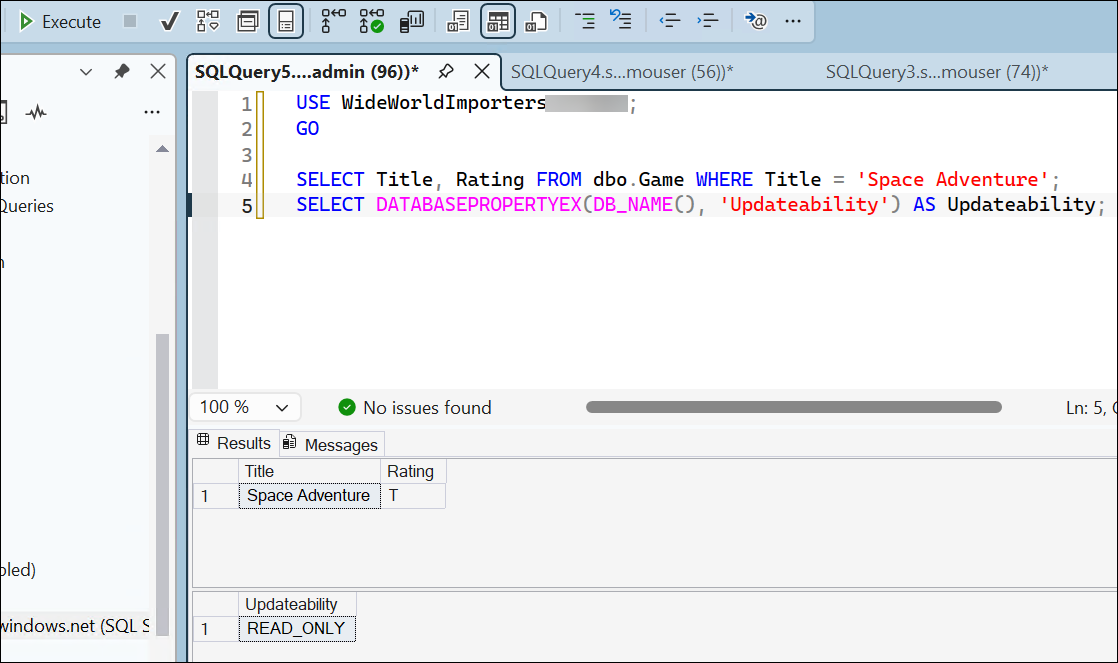 Execute
SQLQuery5....admin (96))*
SQLQuery4.s...mouser (56))*
SQLQuery3.s...mouser (74))*
1 USE WideWorldImporters ;
2 GO
3
4 SELECT Title, Rating FROM dbo.Game WHERE Title = 'Space Adventure';
5 SELECT DATABASEPROPERTYEX(DB_NAME(), 'Updateability') AS Updateability;
tion
Queries
n
bled)
windows.net (SQL S
100 %
No issues found
Ln: 5,
Results
Messages
Title Rating
1 Space Adventure T
Updateability
1 READ_ONLY